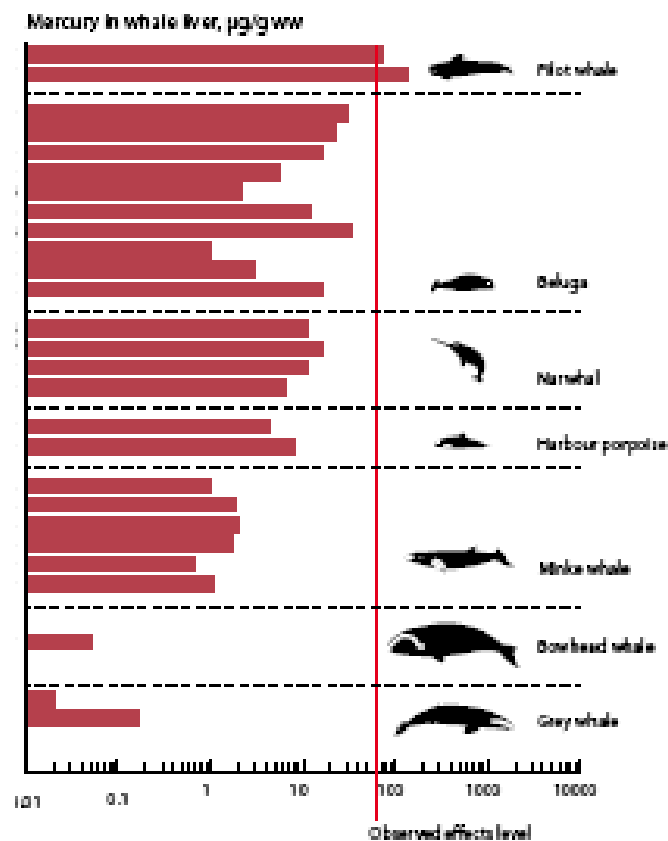 Mercury in whale liver, µg/g ww
Pilot whale
Beluga
Narwhal
Harbour porpoise
Minke whale
Bowhead whale
Grey whale
0.01 0.1 1 10 100 1000 10000
Observed effects level